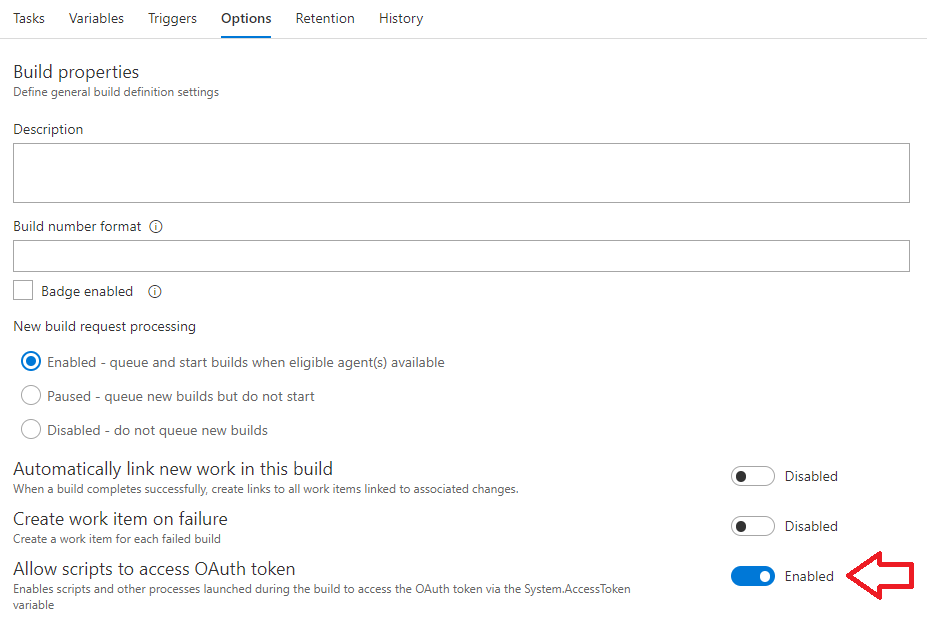 Tasks Variables Triggers Options Retention History
Build properties
Define general build definition settings
Description
Build number format
Badge enabled
New build request processing
Enabled - queue and start builds when eligible agent(s) available
Paused - queue new builds but do not start
Disabled - do not queue new builds
Automatically link new work in this build
Disabled
When a build completes successfully, create links to all work items linked to associated changes.
Create work item on failure
Disabled
Create a work item for each failed build
Allow scripts to access OAuth token
Enabled
Enables scripts and other processes launched during the build to access the OAuth token via the System.AccessToken
variable